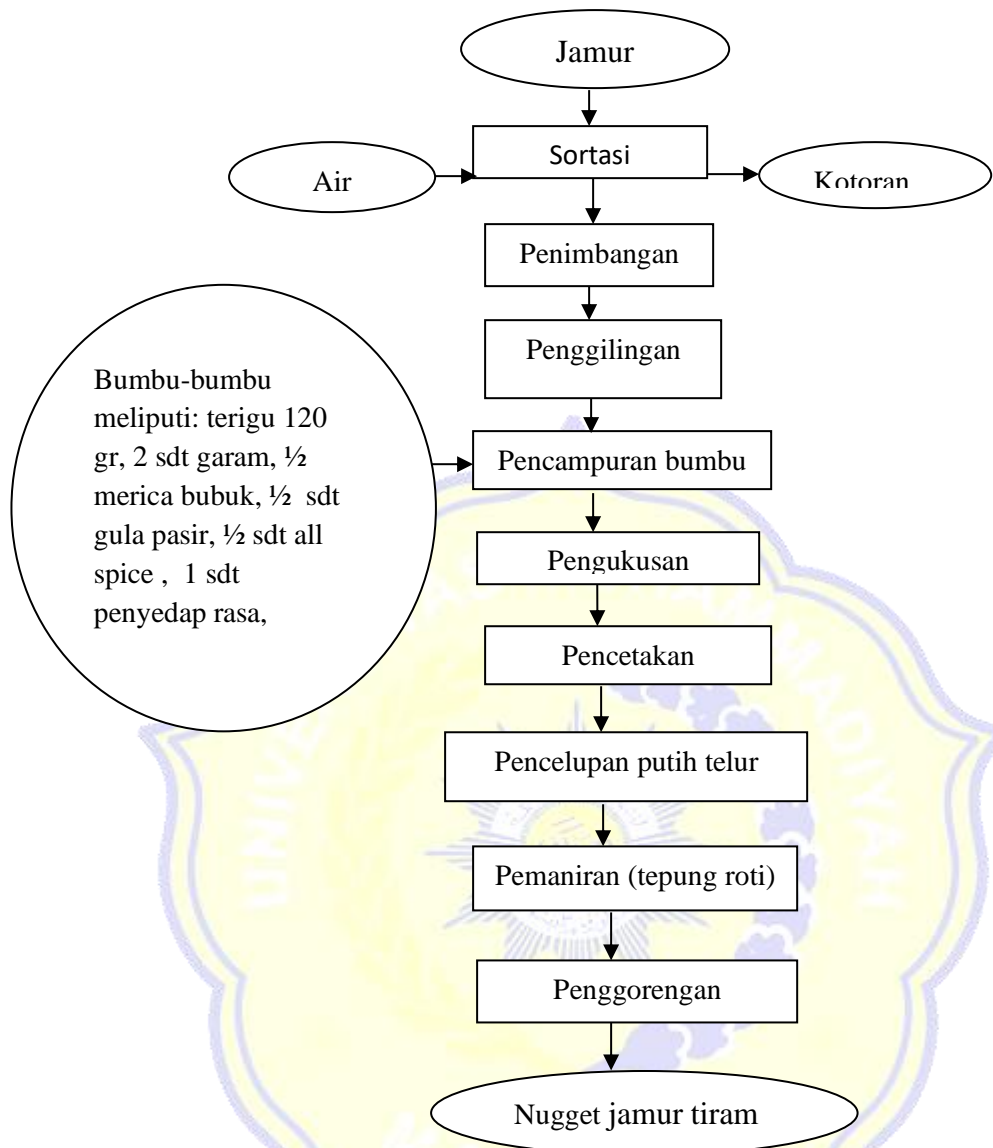 Jamur
Sortasi
Air
Kotoran
Penimbangan
Penggilingan
Bumbu-bumbu
meliputi: terigu 120
gr, 2 sdt garam, ½
merica bubuk, ½ sdt
gula pasir, ½ sdt all
spice , 1 sdt
penyedap rasa,
Pencampuran bumbu
Pengukusan
Pencetakan
Pencelupan putih telur
Pemaniran (tepung roti)
Penggorengan
Nugget jamur tiram